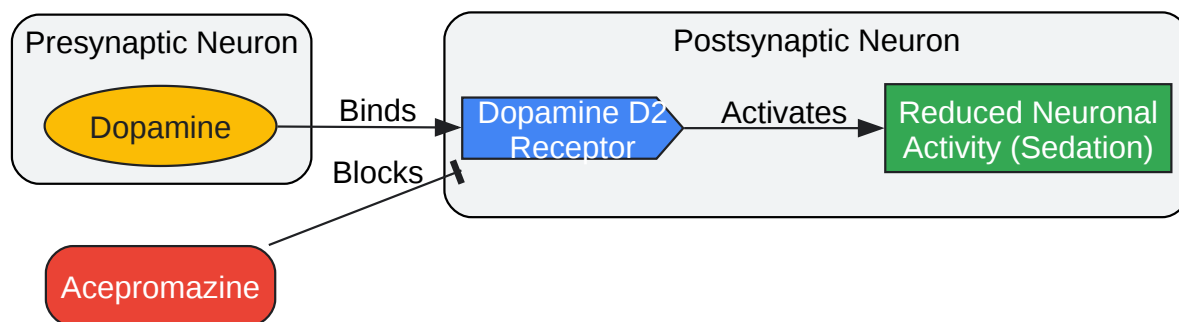 Presynaptic Neuron
Postsynaptic Neuron
Dopamine
Binds
Dopamine D2
Receptor
Activates
Reduced Neuronal
Activity (Sedation)
Blocks
Acepromazine